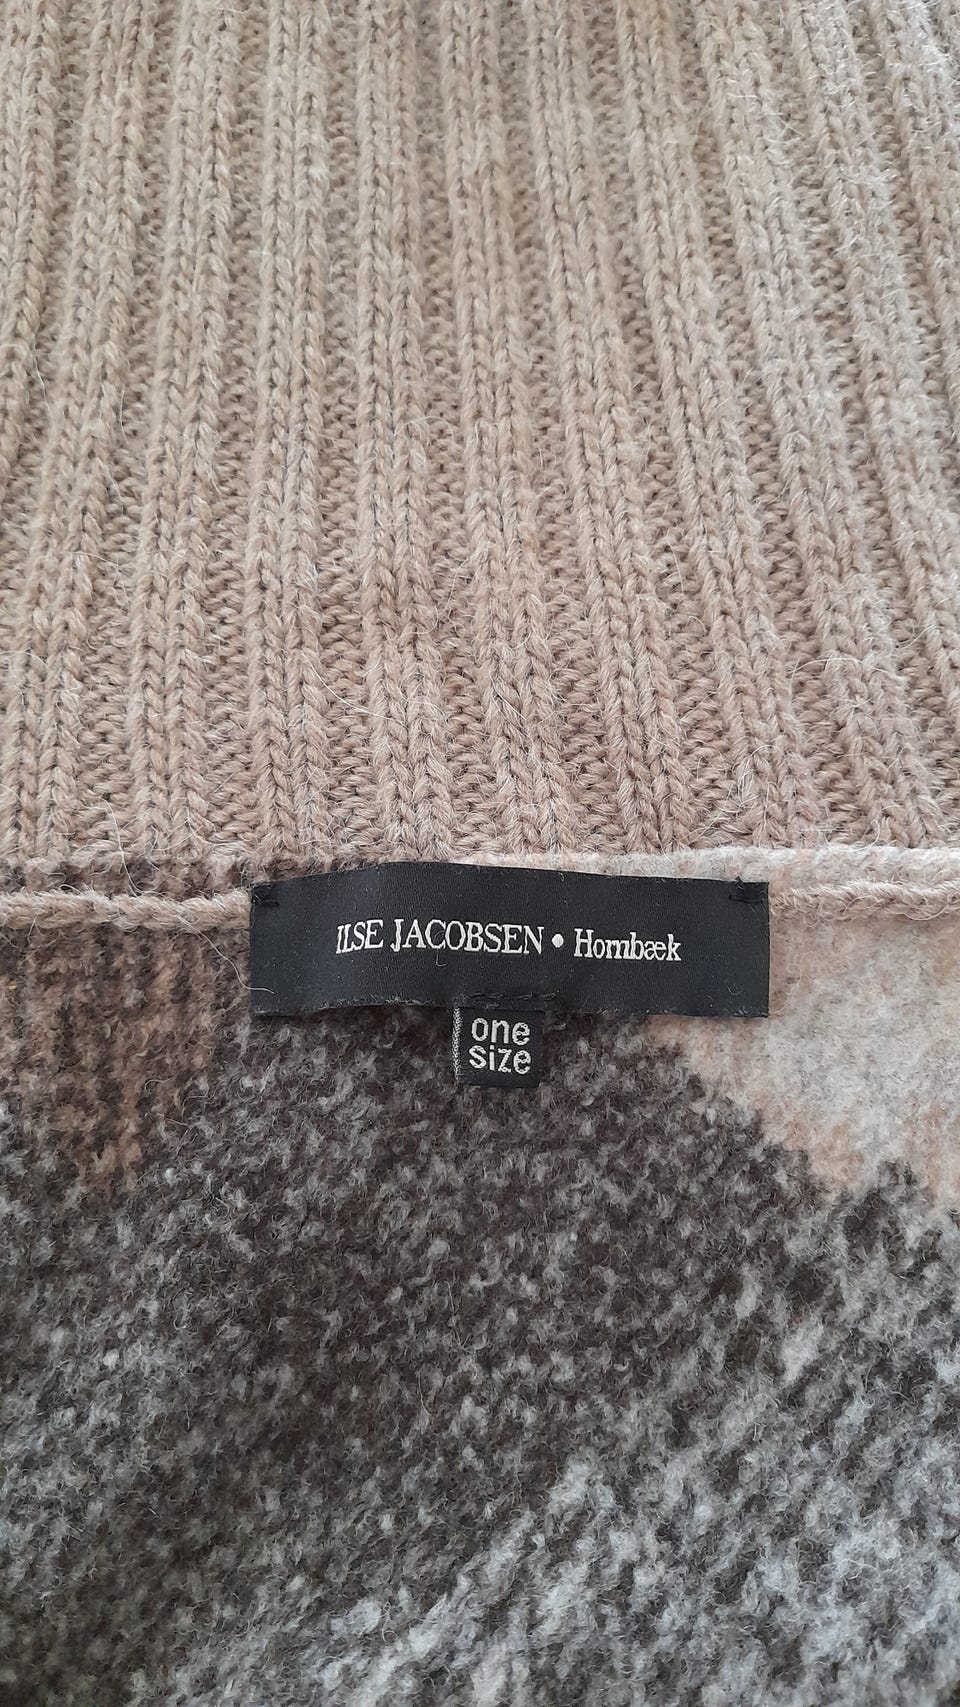 ILSE JACOBSEN • Hornbæk
one
size